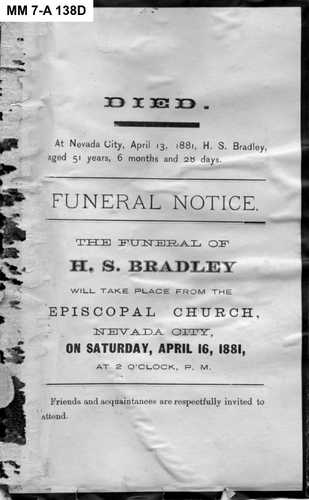 MM 7-A 138D
DIED.
At Nevada City, April 13, 1881, H. S. Bradley,
aged 51 years, 6 months and 28 days.
FUNERAL NOTICE.
THE FUNERAL OF
H. S. BRADLEY
WILL TAKE PLACE FROM THE
EPISCOPAL CHURCH,
NEVADA CITY,
ON SATURDAY, APRIL 16, 1881,
AT 2 O'CLOCK, P. M.
Friends and acquaintances are respectfully invited to
attend.